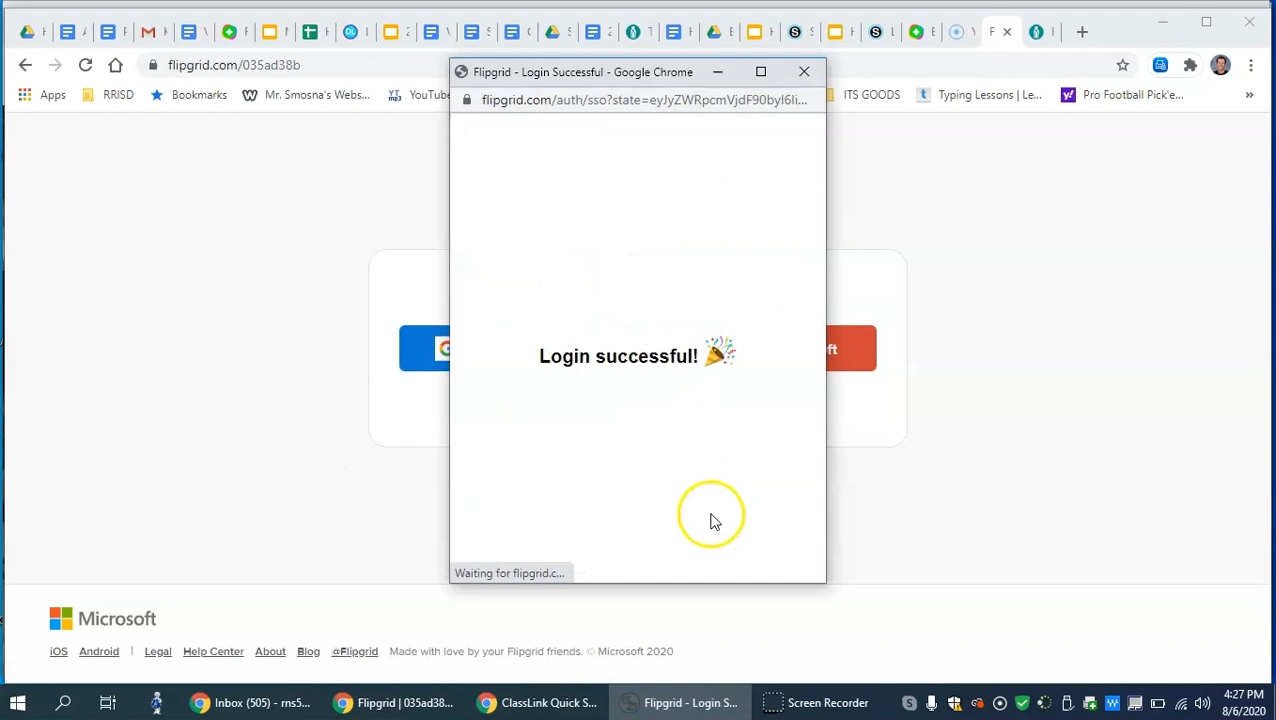 Flipgrid - Login Successful - Google Chrome
flipgrid.com/035ad38b
flipgrid.com/auth/sso?state=eyJyZWRpcmVjdF90byI6Ii...
Apps
RRISD
Bookmarks
Mr. Smosna's Webs...
YouTube
ITS GOODS
Typing Lessons | Le...
Pro Football Pick'e...
»
Login successful!
Waiting for flipgrid.c...
Microsoft
iOS Android | Legal Help Center About Blog @Flipgrid Made with love by your Flipgrid friends. © Microsoft 2020
Inbox (505) - rns5...
Flipgrid | 035ad38...
ClassLink Quick S...
Flipgrid - Login S...
Screen Recorder
4:27 PM
8/6/2020